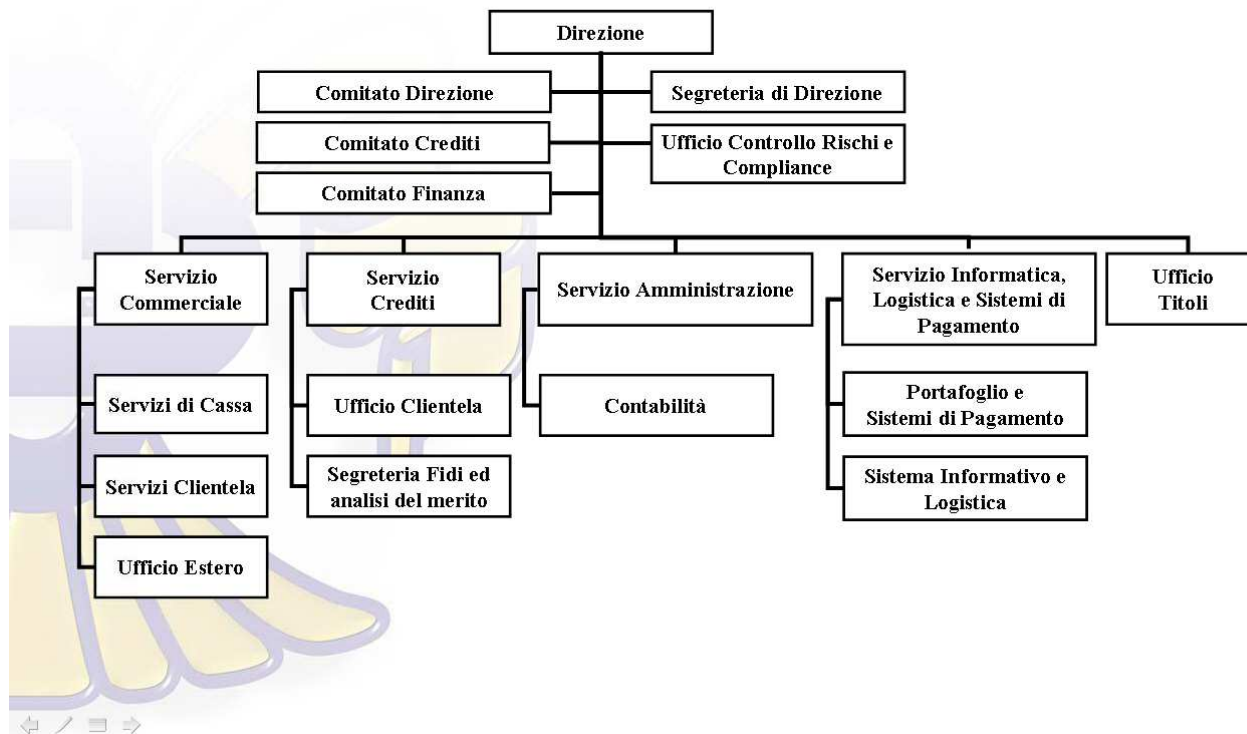 Direzione
Comitato Direzione
Segreteria di Direzione
Comitato Crediti
Ufficio Controllo Rischi e
Compliance
Comitato Finanza
Servizio
Commerciale
Servizio
Crediti
Servizio Amministrazione
Servizio Informatica,
Logistica e Sistemi di
Pagamento
Ufficio
Titoli
Servizi di Cassa
Ufficio Clientela
Contabilità
Portafoglio e
Sistemi di Pagamento
Servizi Clientela
Segreteria Fidi ed
analisi del merito
Sistema Informativo e
Logistica
Ufficio Estero